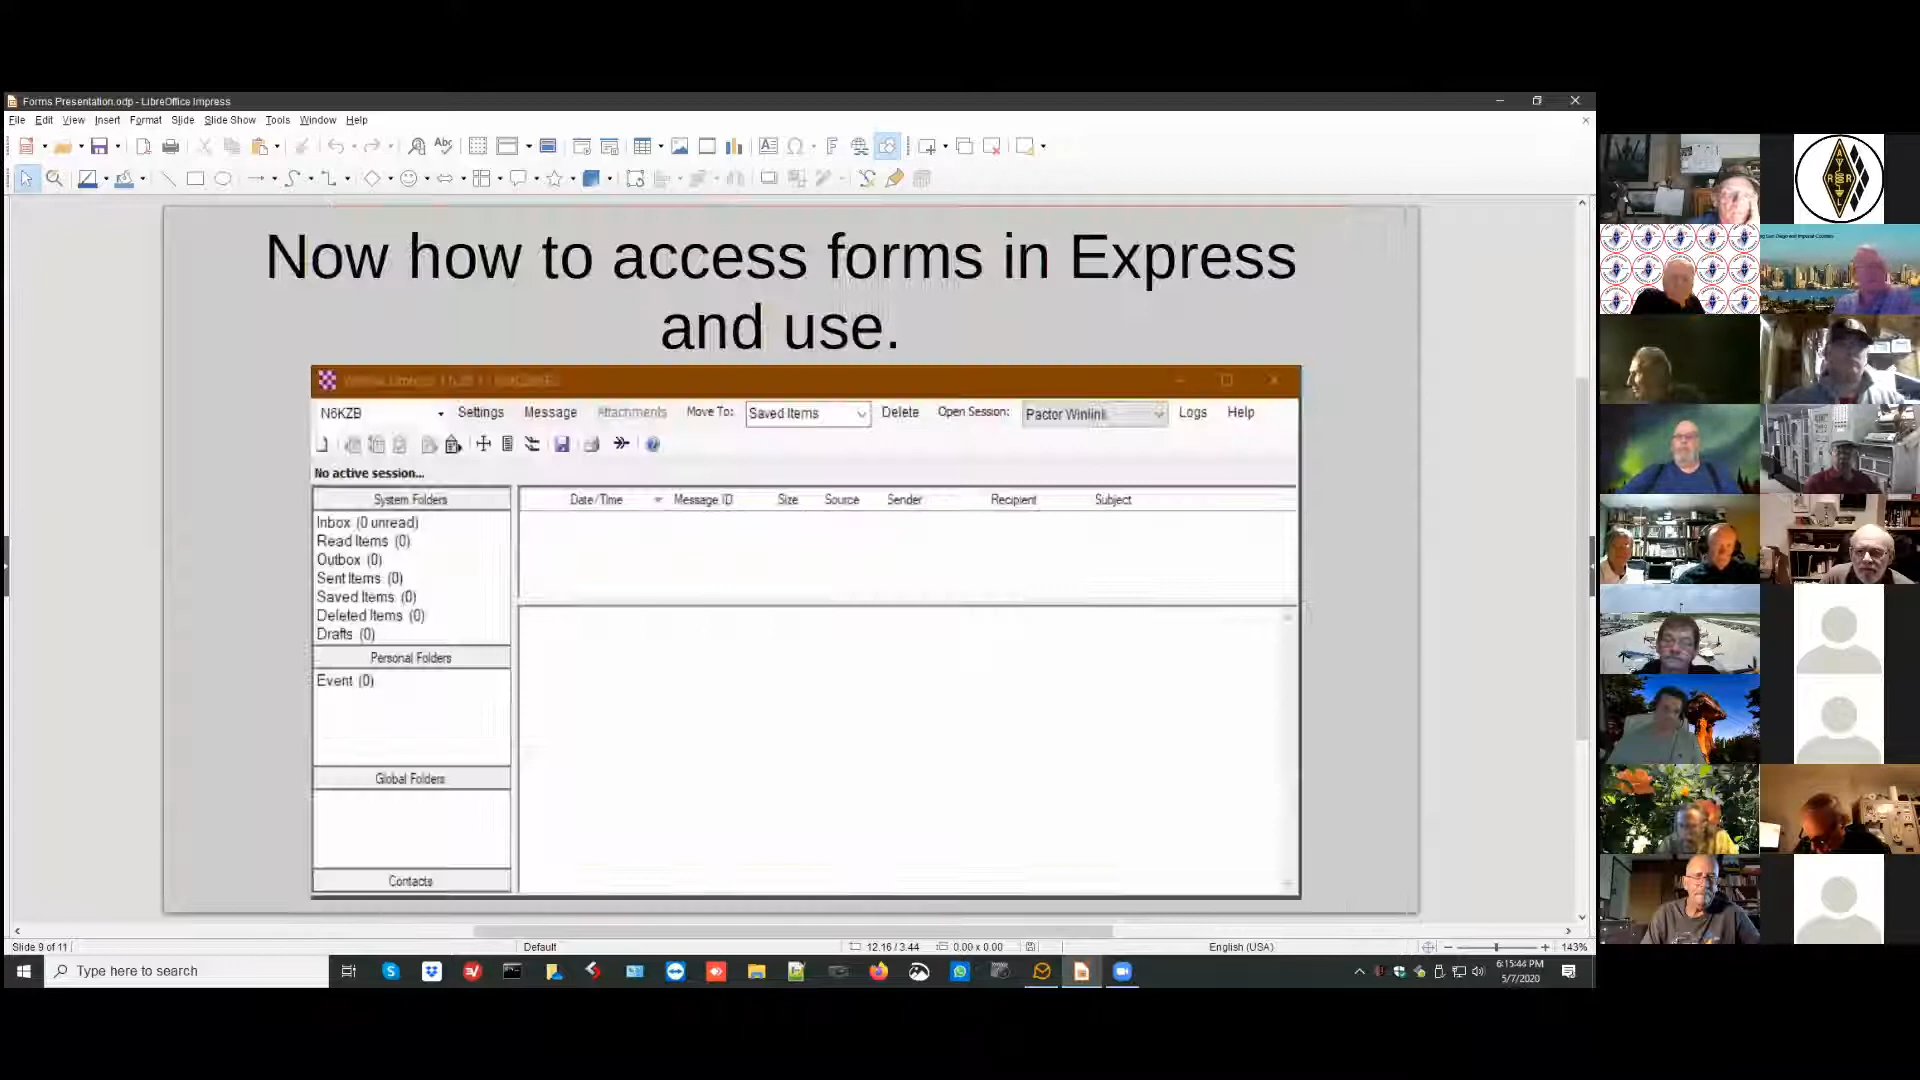 Forms Presentation.odp - LibreOffice Impress
File Edit View Insert Format Slide Slide Show Tools Window Help
Now how to access forms in Express
and use.
N6KZB Settings Message Attachments Move To: Saved Items Delete Open Session: Pactor Winlink Logs Help
No active session...
System Folders Date/Time Message ID Size Source Sender Recipient Subject
Inbox (0 unread)
Read Items (0)
Outbox (0)
Sent Items (0)
Saved Items (0)
Deleted Items (0)
Drafts (0)
Personal Folders
Event (0)
Global Folders
Contacts
Slide 9 of 11 Default 12.16 / 3.44 0.00 x 0.00 English (USA) 143%
Type here to search
6:15:44 PM
5/7/2020